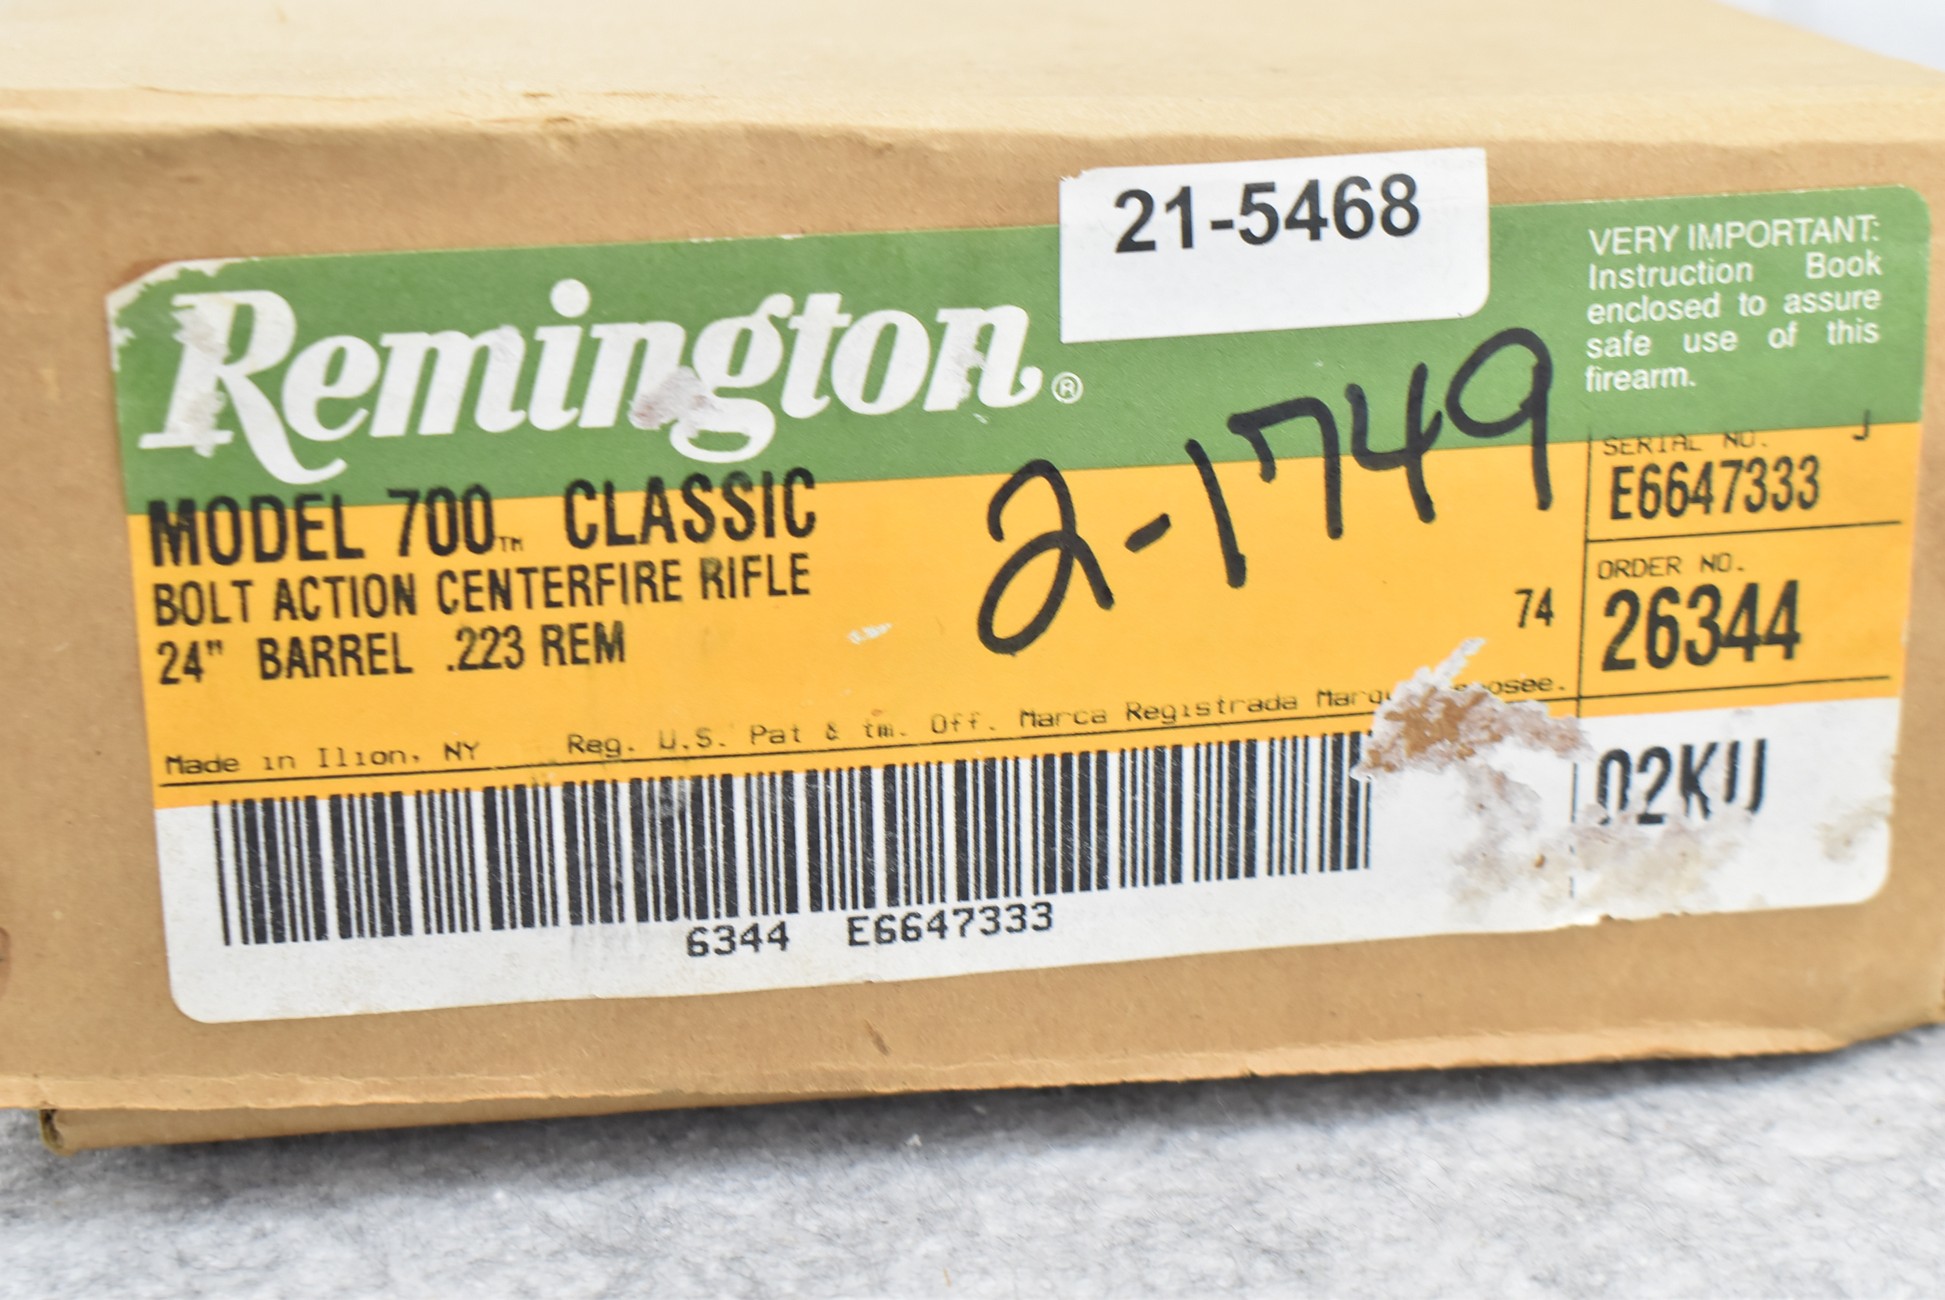 21-5468
Remington®
VERY IMPORTANT:
Instruction Book
enclosed to assure
safe use of this
firearm.
2-1749
MODEL 700™ CLASSIC
BOLT ACTION CENTERFIRE RIFLE
24" BARREL .223 REM
74
SERIAL NO. J
E6647333
ORDER NO.
26344
Made in Ilion, NY Reg. U.S. Pat & tm. Off. Marca Registrada
02KU
6344 E6647333